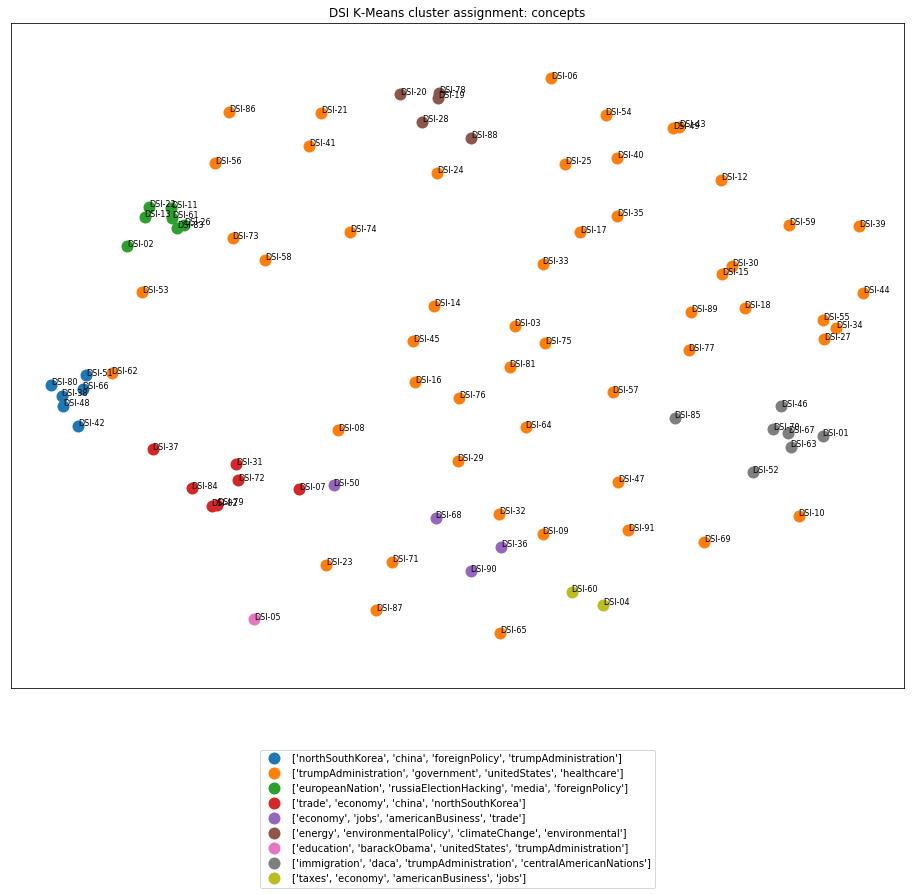 DSI K-Means cluster assignment: concepts
DSI-06
DSI-20
DSI-78
DSI-19
DSI-86
DSI-21
DSI-54
DSI-28
DSI-43
DSI-49
DSI-88
DSI-41
DSI-40
DSI-56
DSI-25
DSI-24
DSI-12
DSI-11
DSI-13
DSI-61
DSI-26
DSI-83
DSI-35
DSI-59
DSI-39
DSI-74
DSI-17
DSI-73
DSI-02
DSI-58
DSI-33
DSI-30
DSI-15
DSI-53
DSI-44
DSI-14
DSI-18
DSI-89
DSI-55
DSI-03
DSI-34
DSI-45
DSI-75
DSI-27
DSI-77
DSI-81
DSI-51
DSI-62
DSI-80
DSI-66
DSI-16
DSI-38
DSI-57
DSI-76
DSI-48
DSI-46
DSI-85
DSI-42
DSI-64
DSI-08
DSI-67
DSI-01
DSI-63
DSI-37
DSI-29
DSI-31
DSI-52
DSI-72
DSI-47
DSI-50
DSI-84
DSI-07
DSI-79
DSI-32
DSI-68
DSI-10
DSI-91
DSI-09
DSI-69
DSI-36
DSI-71
DSI-23
DSI-90
DSI-60
DSI-04
DSI-87
DSI-05
DSI-65
['northSouthKorea', 'china', 'foreignPolicy', 'trumpAdministration']
['trumpAdministration', 'government', 'unitedStates', 'healthcare']
['europeanNation', 'russiaElectionHacking', 'media', 'foreignPolicy']
['trade', 'economy', 'china', 'northSouthKorea']
['economy', 'jobs', 'americanBusiness', 'trade']
['energy', 'environmentalPolicy', 'climateChange', 'environmental']
['education', 'barackObama', 'unitedStates', 'trumpAdministration']
['immigration', 'daca', 'trumpAdministration', 'centralAmericanNations']
['taxes', 'economy', 'americanBusiness', 'jobs']